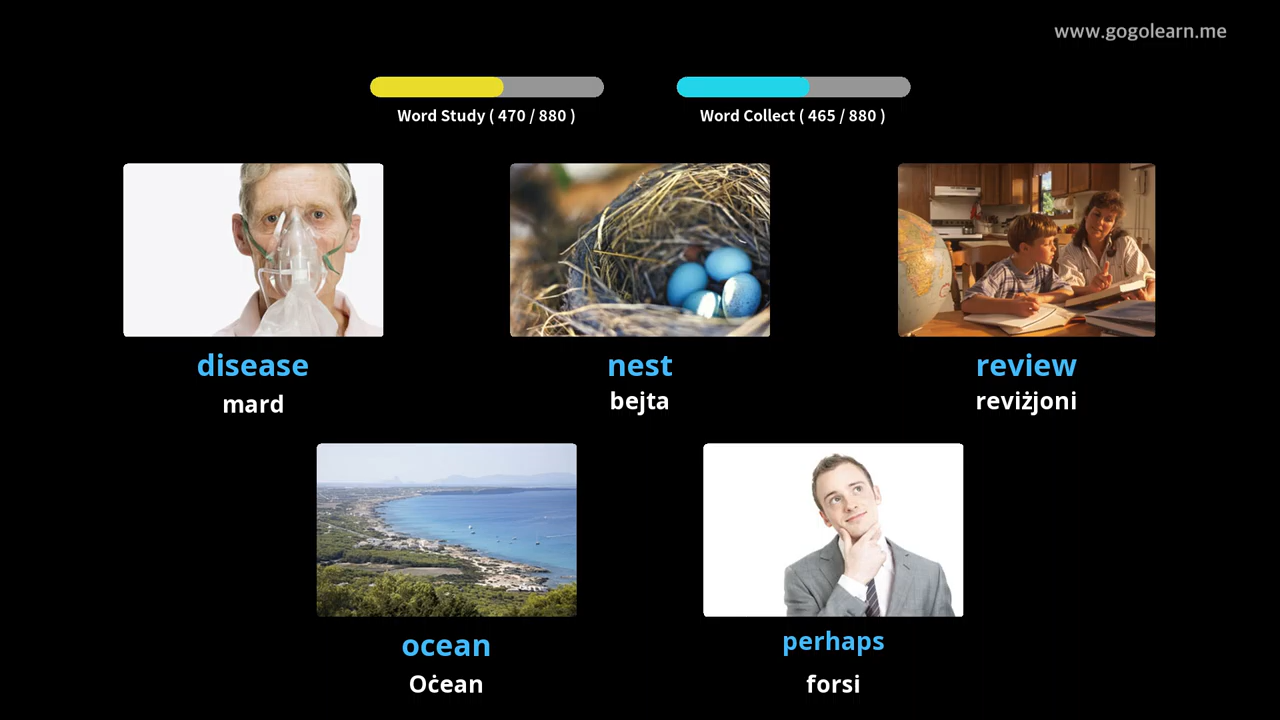 www.gogolearn.me
Word Study ( 470 / 880 )
Word Collect ( 465 / 880 )
disease
mard
nest
bejta
review
reviżjoni
ocean
Oċean
perhaps
forsi